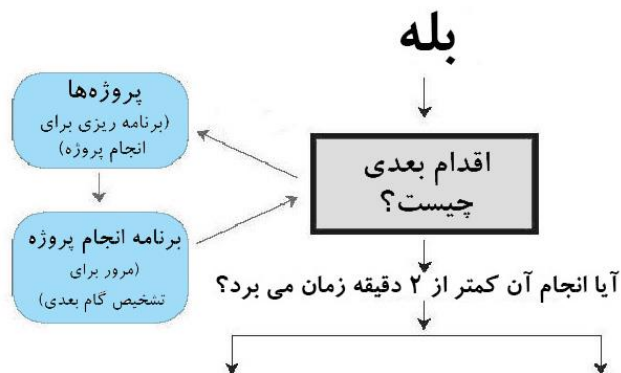 بله
پروژه‌ها
(برنامه ریزی برای
انجام پروژه)
اقدام بعدی
چیست؟
برنامه انجام پروژه
(مرور برای
تشخیص گام بعدی)
آیا انجام آن کمتر از ۲ دقیقه زمان می برد؟